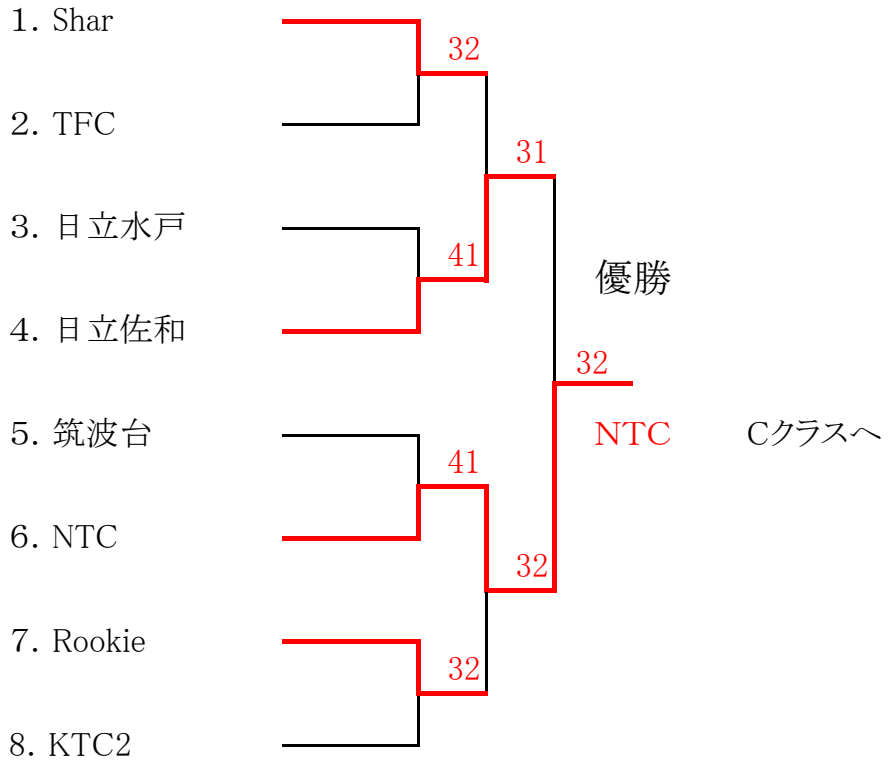 1. Shar
32
2. TFC
31
3. 日立水戸
41
優勝
4. 日立佐和
32
5. 筑波台
NTC
Cクラスへ
41
6. NTC
32
7. Rookie
32
8. KTC2